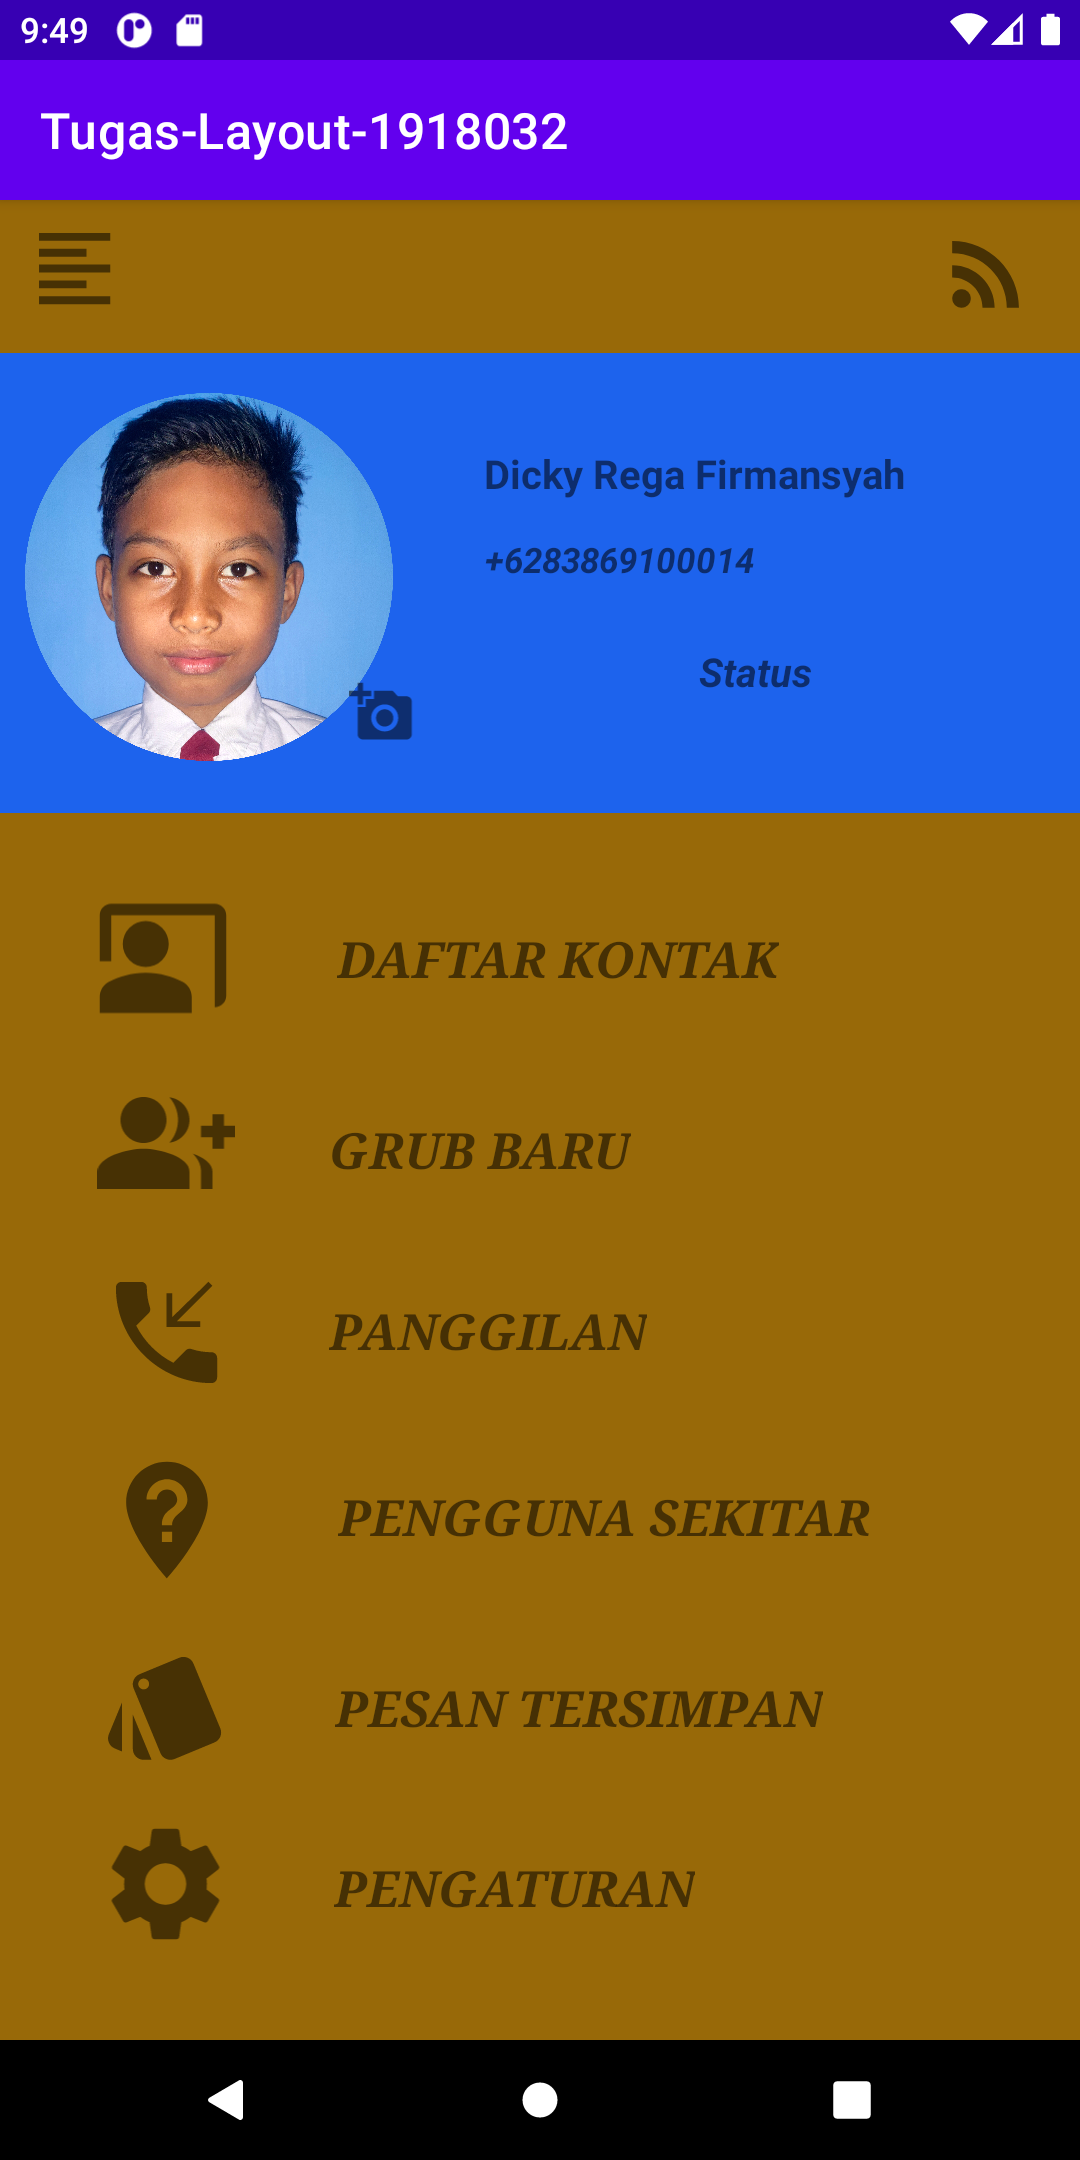 9:49
Tugas-Layout-1918032
Dicky Rega Firmansyah
+6283869100014
Status
DAFTAR KONTAK
GRUB BARU
PANGGILAN
PENGGUNA SEKITAR
PESAN TERSIMPAN
PENGATURAN